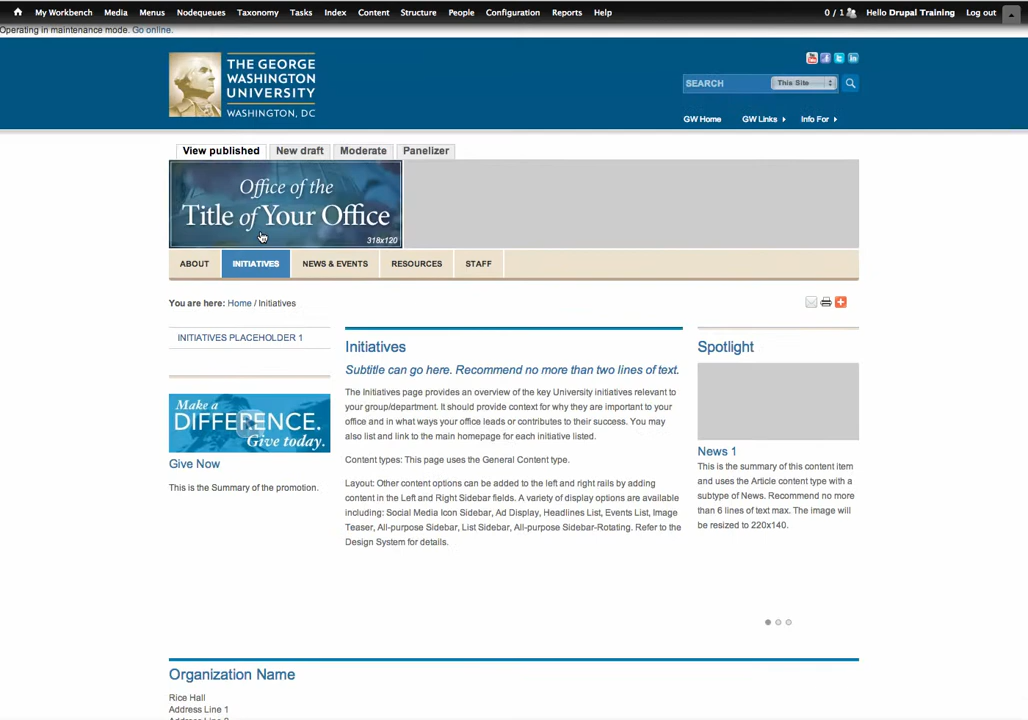 My Workbench Media Menus Nodequeues Taxonomy Tasks Index Content Structure People Configuration Reports Help 0 / 1 Hello Drupal Training Log out
Operating in maintenance mode. Go online.
THE GEORGE
WASHINGTON
UNIVERSITY
WASHINGTON, DC
SEARCH This Site
GW Home GW Links Info For
View published New draft Moderate Panelizer
Office of the
Title of Your Office
318x120
ABOUT INITIATIVES NEWS & EVENTS RESOURCES STAFF
You are here: Home / Initiatives
INITIATIVES PLACEHOLDER 1
Make a
DIFFERENCE.
Give today.
Give Now
This is the Summary of the promotion.
Initiatives
Subtitle can go here. Recommend no more than two lines of text.
The Initiatives page provides an overview of the key University initiatives relevant to
your group/department. It should provide context for why they are important to your
office and in what ways your office leads or contributes to their success. You may
also list and link to the main homepage for each initiative listed.
Content types: This page uses the General Content type.
Layout: Other content options can be added to the left and right rails by adding
content in the Left and Right Sidebar fields. A variety of display options are available
including: Social Media Icon Sidebar, Ad Display, Headlines List, Events List, Image
Teaser, All-purpose Sidebar, List Sidebar, All-purpose Sidebar-Rotating. Refer to the
Design System for details.
Spotlight
News 1
This is the summary of this content item
and uses the Article content type with a
subtype of News. Recommend no more
than 6 lines of text max. The image will
be resized to 220x140.
Organization Name
Rice Hall
Address Line 1